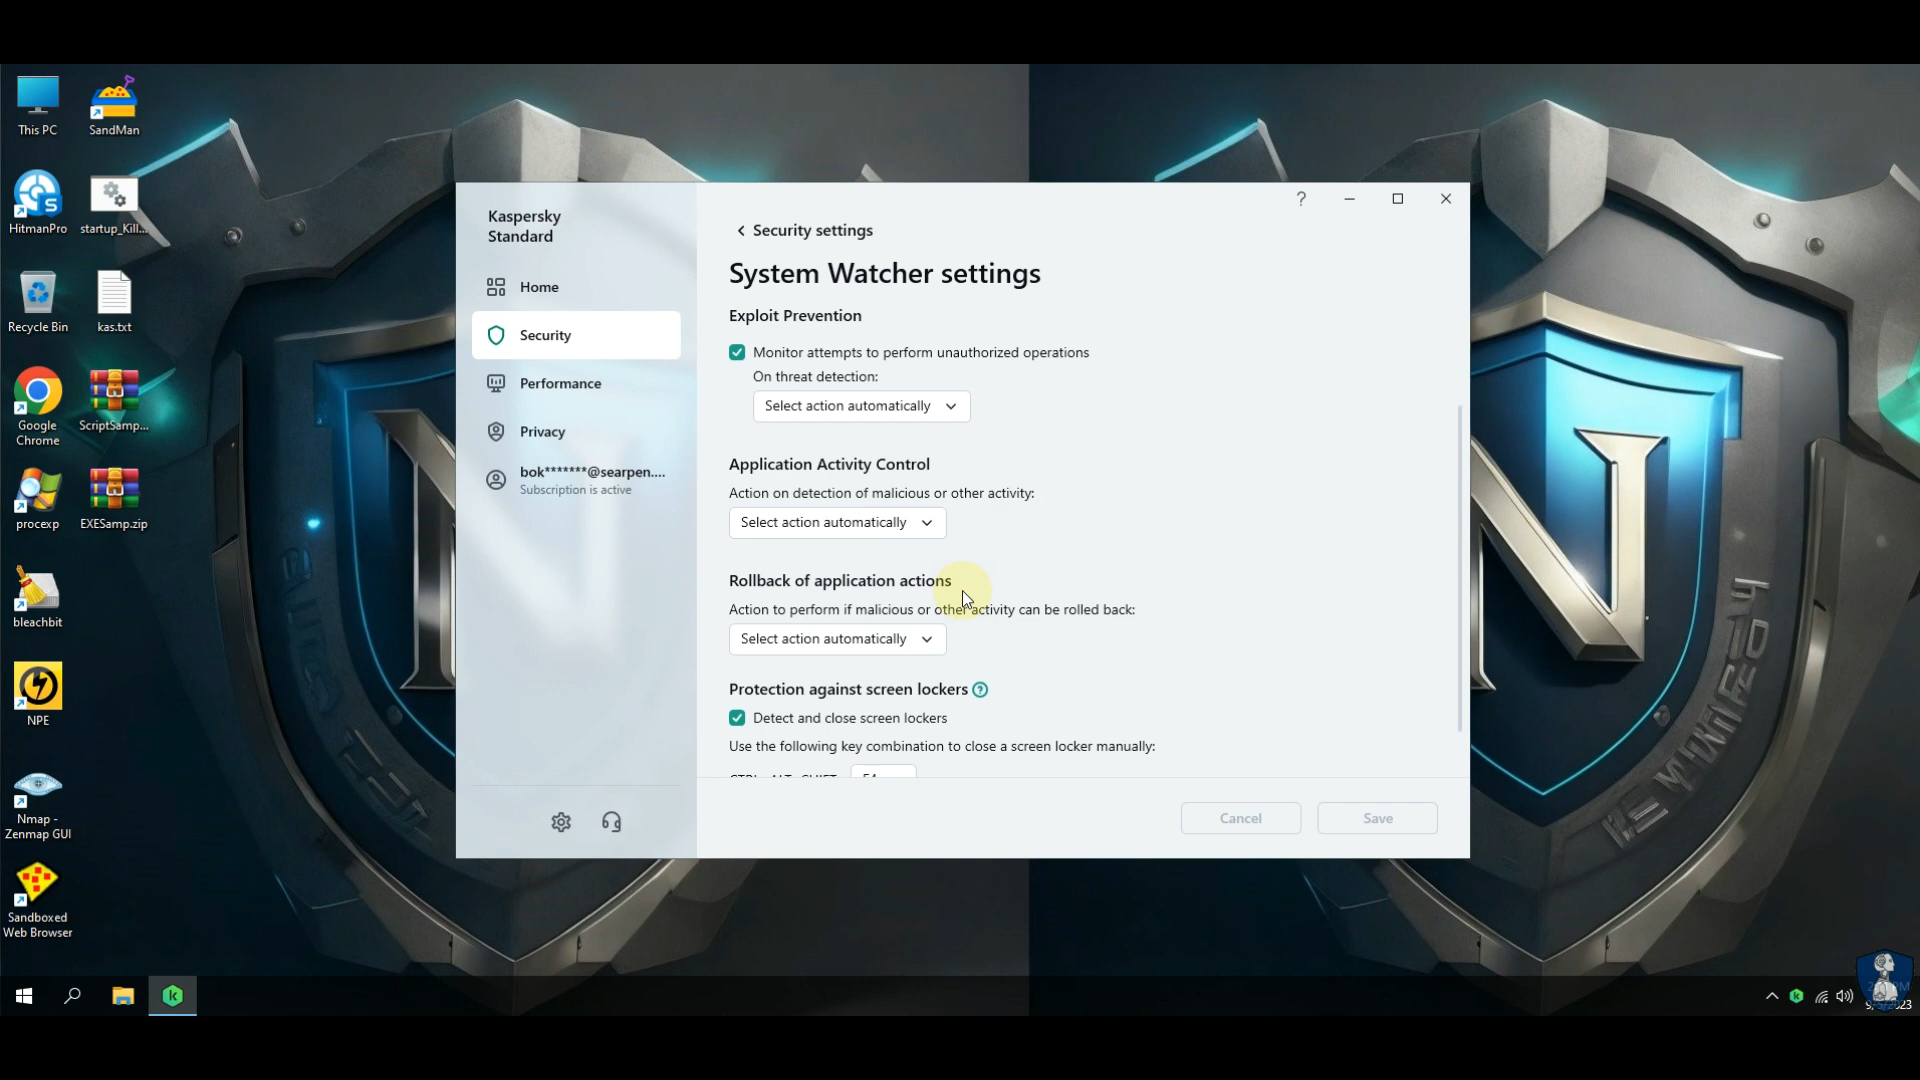 This PC
SandMan
HitmanPro
startup_Kill...
Recycle Bin
kas.txt
Google
Chrome
ScriptSamp...
procexp
EXESamp.zip
bleachbit
NPE
Nmap -
Zenmap GUI
Sandboxed
Web Browser
Kaspersky
Standard
Home
Security
Performance
Privacy
bok*******@searpen....
Subscription is active
Security settings
System Watcher settings
Exploit Prevention
Monitor attempts to perform unauthorized operations
On threat detection:
Select action automatically
Application Activity Control
Action on detection of malicious or other activity:
Select action automatically
Rollback of application actions
Action to perform if malicious or other activity can be rolled back:
Select action automatically
Protection against screen lockers
Detect and close screen lockers
Use the following key combination to close a screen locker manually:
Cancel
Save
N